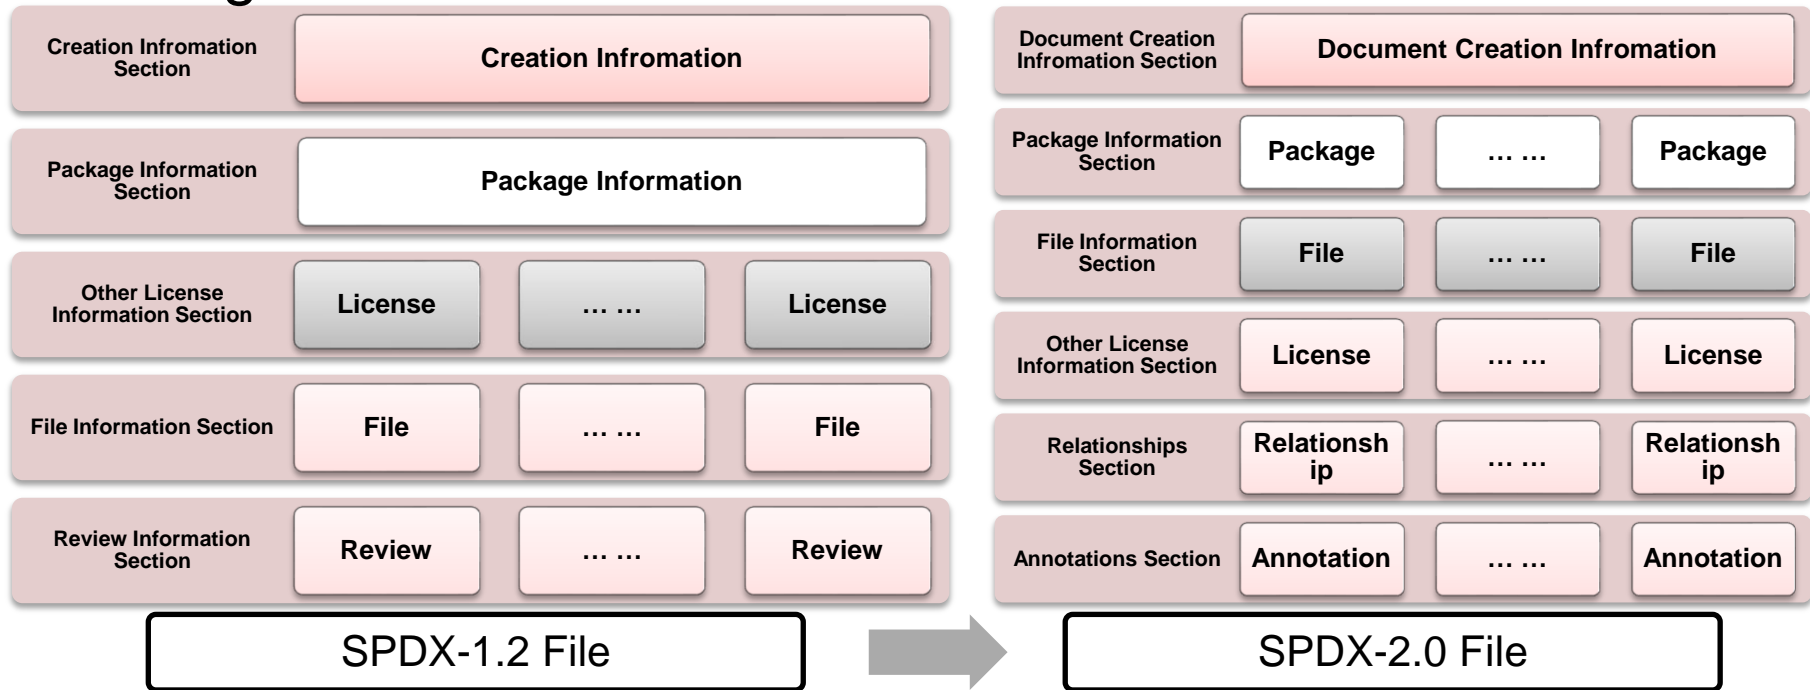 Creation Infromation
Section
Creation Infromation
Package Information
Section
Package Information
Other License
Information Section
License
... ...
License
File Information Section
File
... ...
File
Review Information
Section
Review
... ...
Review
SPDX-1.2 File
Document Creation
Infromation Section
Document Creation Infromation
Package Information
Section
Package
... ...
Package
File Information
Section
File
... ...
File
Other License
Information Section
License
... ...
License
Relationships
Section
Relationsh
ip
... ...
Relationsh
ip
Annotations Section
Annotation
... ...
Annotation
SPDX-2.0 File